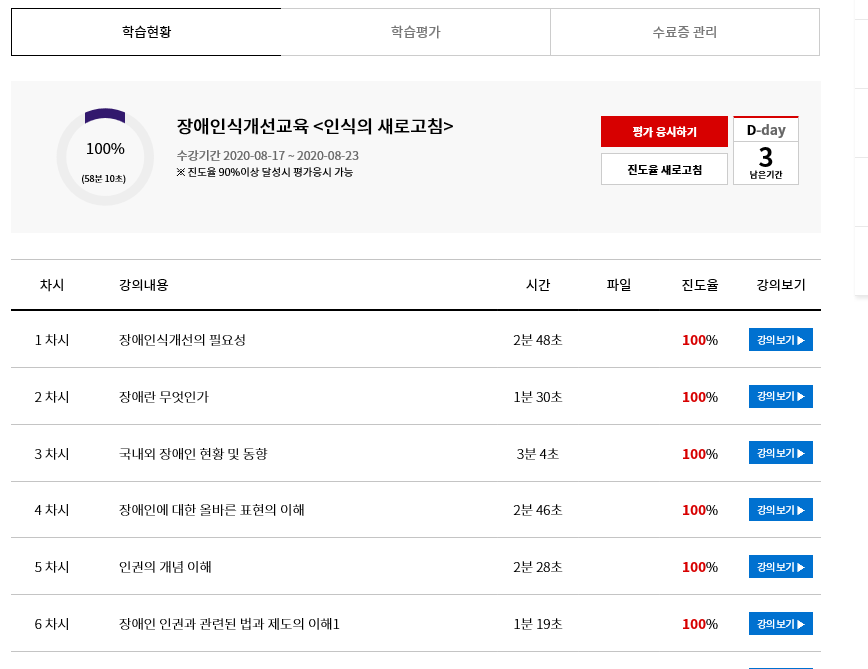 학습현황 학습평가 수료증 관리
장애인식개선교육 <인식의 새로고침>
수강기간 2020-08-17 ~ 2020-08-23
※ 진도율 90%이상 달성시 평가응시 가능
100%
(58분 10초)
평가 응시하기
진도율 새로고침
D-day
3
남은기간
차시 강의내용 시간 파일 진도율 강의보기
1 차시 장애인식개선의 필요성 2분 48초 100% 강의보기▶
2 차시 장애란 무엇인가 1분 30초 100% 강의보기▶
3 차시 국내외 장애인 현황 및 동향 3분 4초 100% 강의보기▶
4 차시 장애인에 대한 올바른 표현의 이해 2분 46초 100% 강의보기▶
5 차시 인권의 개념 이해 2분 28초 100% 강의보기▶
6 차시 장애인 인권과 관련된 법과 제도의 이해1 1분 19초 100% 강의보기▶